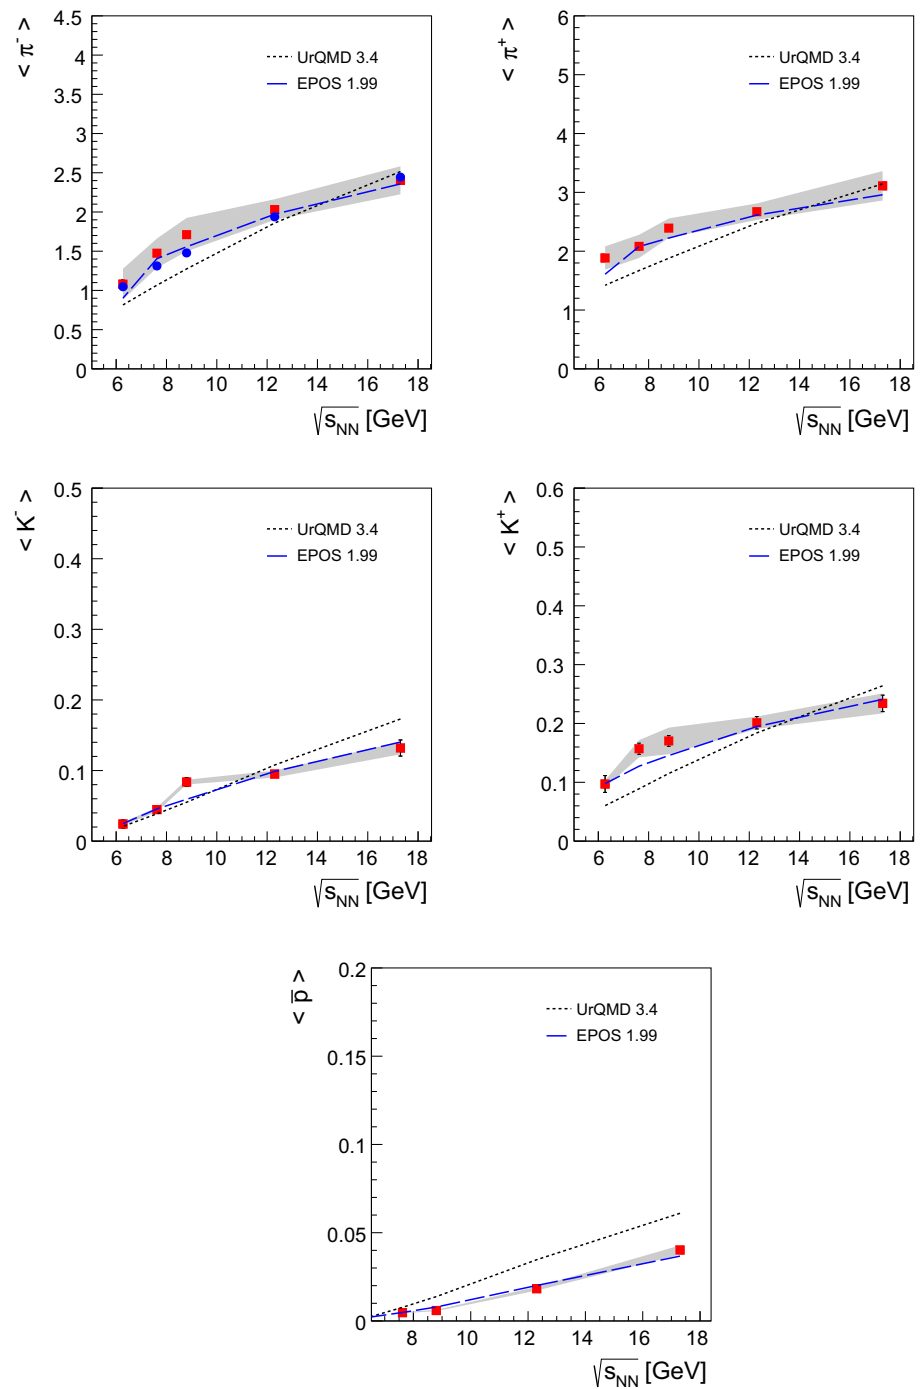 < π⁻ >
4.5
4
3.5
3
2.5
2
1.5
1
0.5
0
UrQMD 3.4
EPOS 1.99
6 8 10 12 14 16 18
√s_NN [GeV]
< π⁺ >
6
5
4
3
2
1
0
UrQMD 3.4
EPOS 1.99
6 8 10 12 14 16 18
√s_NN [GeV]
< K⁻ >
0.5
0.4
0.3
0.2
0.1
0
UrQMD 3.4
EPOS 1.99
6 8 10 12 14 16 18
√s_NN [GeV]
< K⁺ >
0.6
0.5
0.4
0.3
0.2
0.1
0
UrQMD 3.4
EPOS 1.99
6 8 10 12 14 16 18
√s_NN [GeV]
< p̅ >
0.2
0.15
0.1
0.05
0
UrQMD 3.4
EPOS 1.99
8 10 12 14 16 18
√s_NN [GeV]